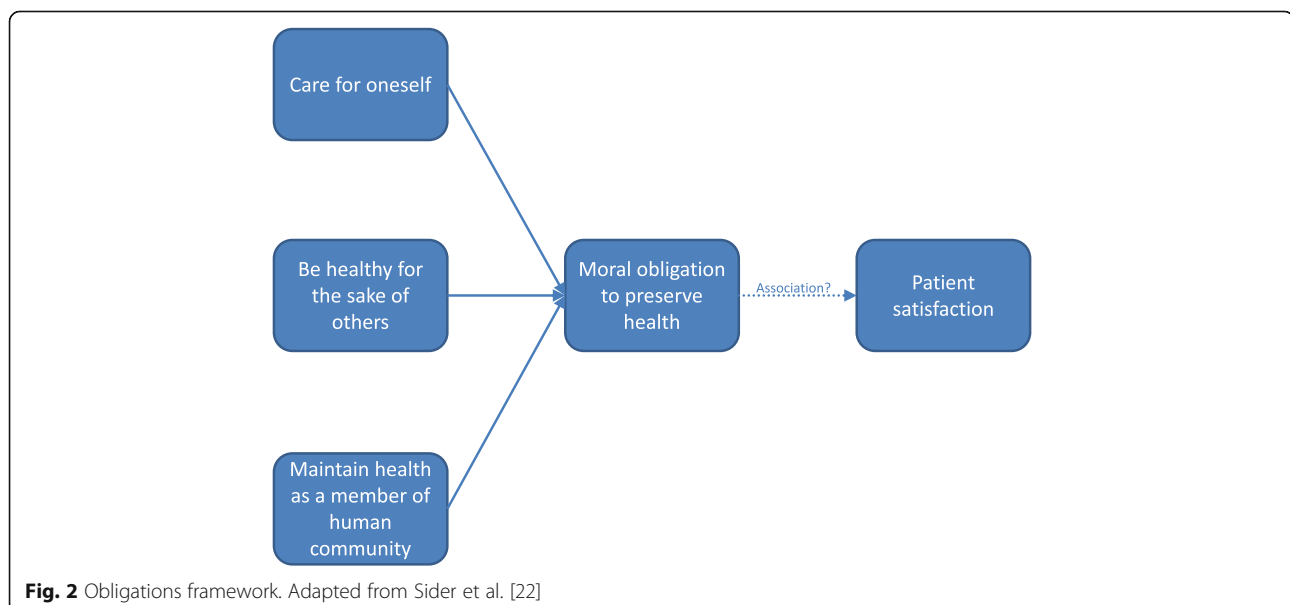 Care for oneself
Be healthy for
the sake of
others
Moral obligation
to preserve
health
Association?
Patient
satisfaction
Maintain health
as a member of
human
community
Fig. 2 Obligations framework. Adapted from Sider et al. [22]